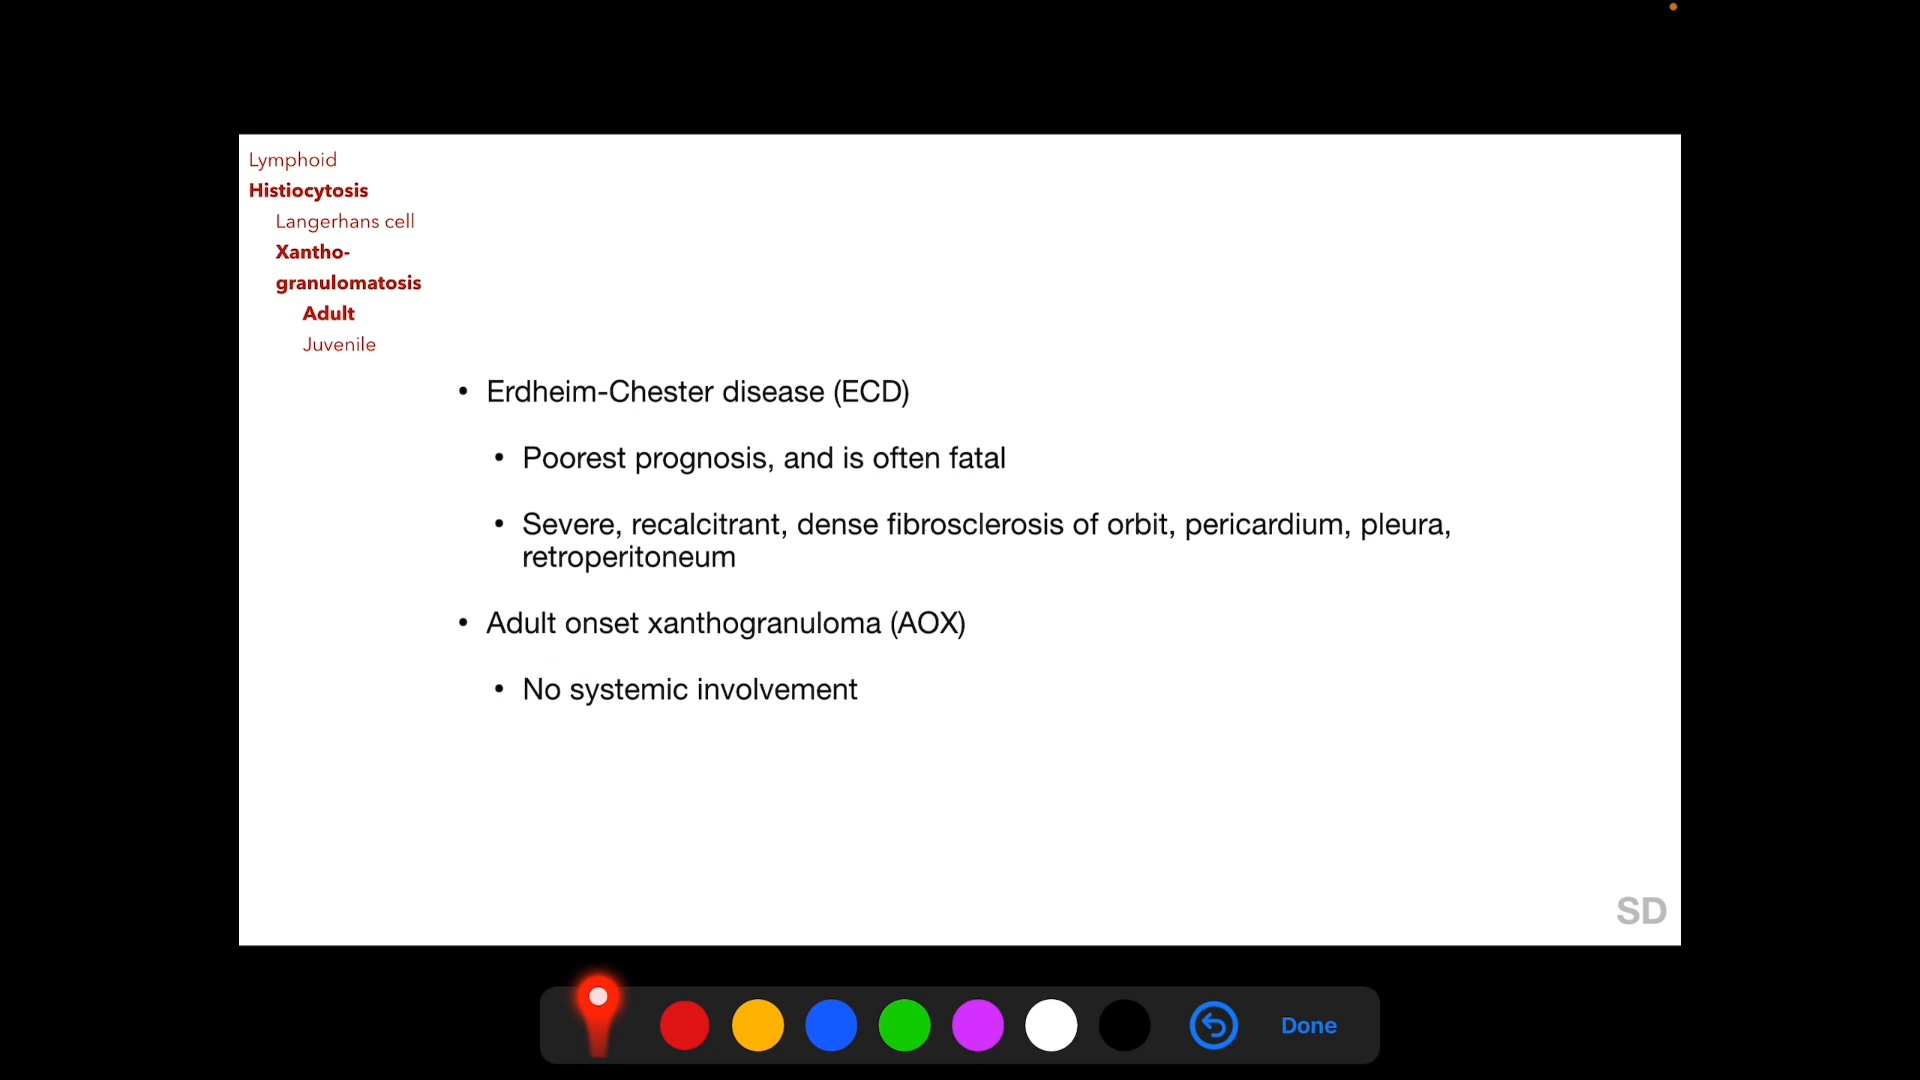 Lymphoid
Histiocytosis
Langerhans cell
Xantho-
granulomatosis
Adult
Juvenile
• Erdheim-Chester disease (ECD)
• Poorest prognosis, and is often fatal
• Severe, recalcitrant, dense fibrosclerosis of orbit, pericardium, pleura,
retroperitoneum
• Adult onset xanthogranuloma (AOX)
• No systemic involvement
SD
Done